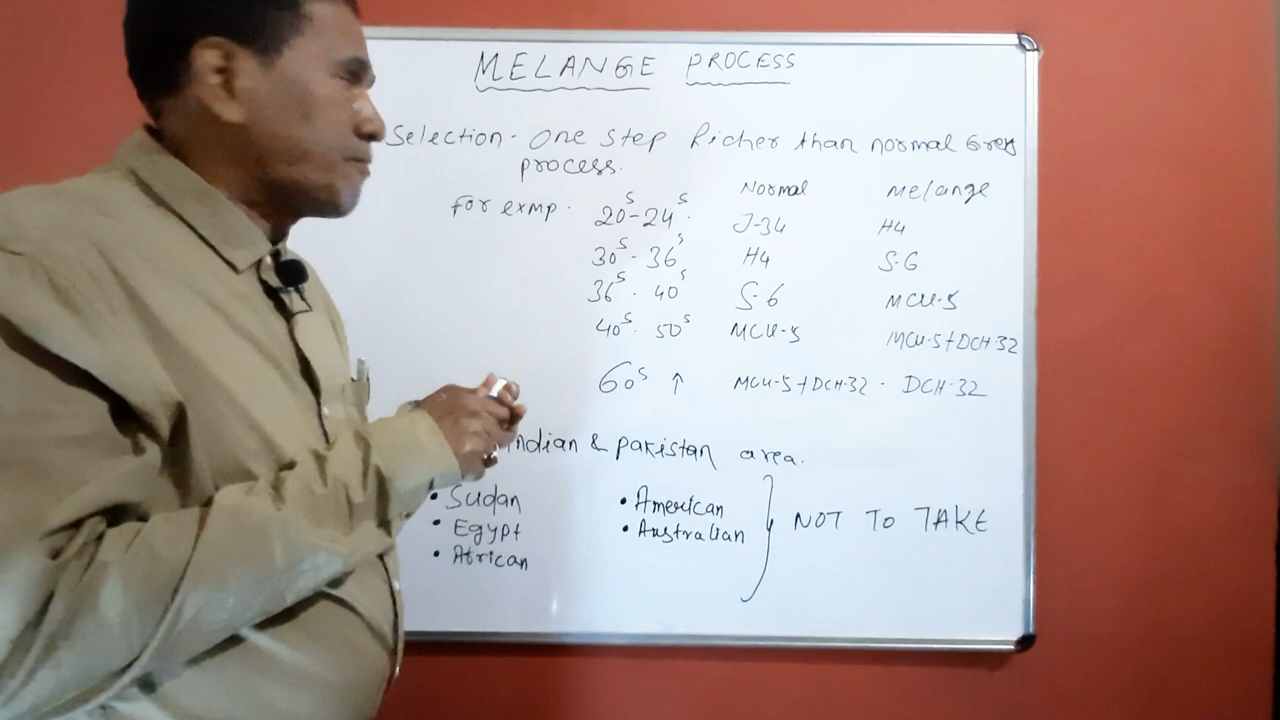 MELANGE PROCESS
Selection - One step Richer than normal Grey
process.
Normal Melange
For exmp. 20s-24s. J-34 H4
30s - 36s H4 S-6
36s - 40s S-6 MCU-5
40s - 50s MCU-5 MCU-5+DCH-32
60s ↑ MCU-5+DCH-32 - DCH-32
Indian & pakistan area.
• Sudan • American
• Egypt • Australian } NOT TO TAKE
• African